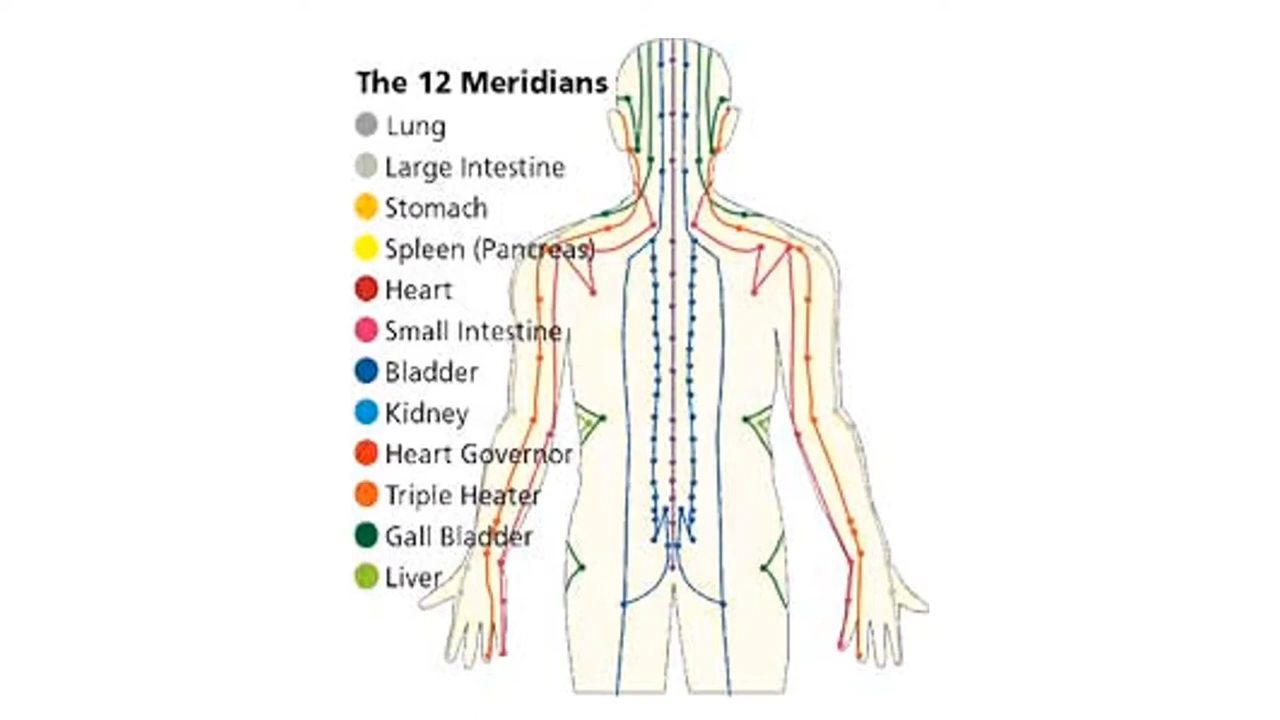 The 12 Meridians
Lung
Large Intestine
Stomach
Spleen (Pancreas)
Heart
Small Intestine
Bladder
Kidney
Heart Governor
Triple Heater
Gall Bladder
Liver